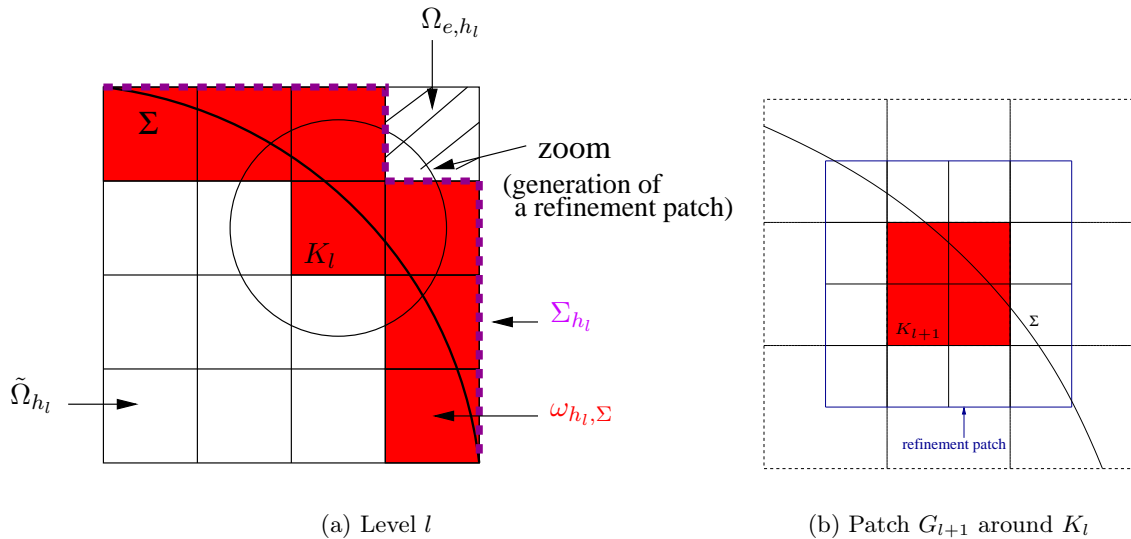 Ω_{e,h_l}
Σ
zoom
(generation of
a refinement patch)
K_l
Σ_{h_l}
Ω̃_{h_l}
ω_{h_l,Σ}
(a) Level l
K_{l+1}
Σ
refinement patch
(b) Patch G_{l+1} around K_l